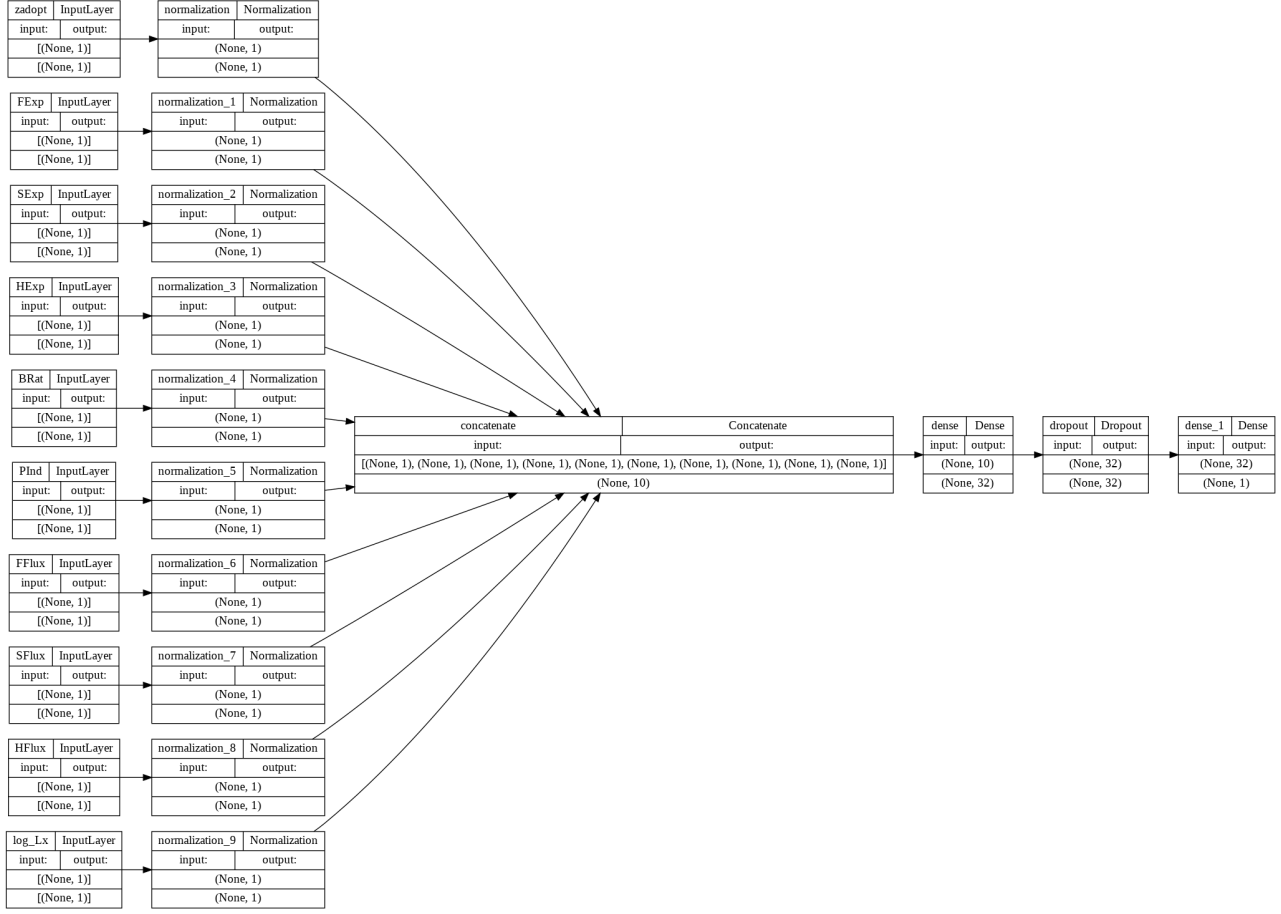 zadopt InputLayer
input: output:
[(None, 1)]
[(None, 1)]
normalization Normalization
input: output:
(None, 1)
(None, 1)
FExp InputLayer
input: output:
[(None, 1)]
[(None, 1)]
normalization_1 Normalization
input: output:
(None, 1)
(None, 1)
SExp InputLayer
input: output:
[(None, 1)]
[(None, 1)]
normalization_2 Normalization
input: output:
(None, 1)
(None, 1)
HExp InputLayer
input: output:
[(None, 1)]
[(None, 1)]
normalization_3 Normalization
input: output:
(None, 1)
(None, 1)
BRat InputLayer
input: output:
[(None, 1)]
[(None, 1)]
normalization_4 Normalization
input: output:
(None, 1)
(None, 1)
PInd InputLayer
input: output:
[(None, 1)]
[(None, 1)]
normalization_5 Normalization
input: output:
(None, 1)
(None, 1)
FFlux InputLayer
input: output:
[(None, 1)]
[(None, 1)]
normalization_6 Normalization
input: output:
(None, 1)
(None, 1)
SFlux InputLayer
input: output:
[(None, 1)]
[(None, 1)]
normalization_7 Normalization
input: output:
(None, 1)
(None, 1)
HFlux InputLayer
input: output:
[(None, 1)]
[(None, 1)]
normalization_8 Normalization
input: output:
(None, 1)
(None, 1)
log_Lx InputLayer
input: output:
[(None, 1)]
[(None, 1)]
normalization_9 Normalization
input: output:
(None, 1)
(None, 1)
concatenate Concatenate
input: output:
[(None, 1), (None, 1), (None, 1), (None, 1), (None, 1), (None, 1), (None, 1), (None, 1), (None, 1), (None, 1)]
(None, 10)
dense Dense
input: output:
(None, 10)
(None, 32)
dropout Dropout
input: output:
(None, 32)
(None, 32)
dense_1 Dense
input: output:
(None, 32)
(None, 1)